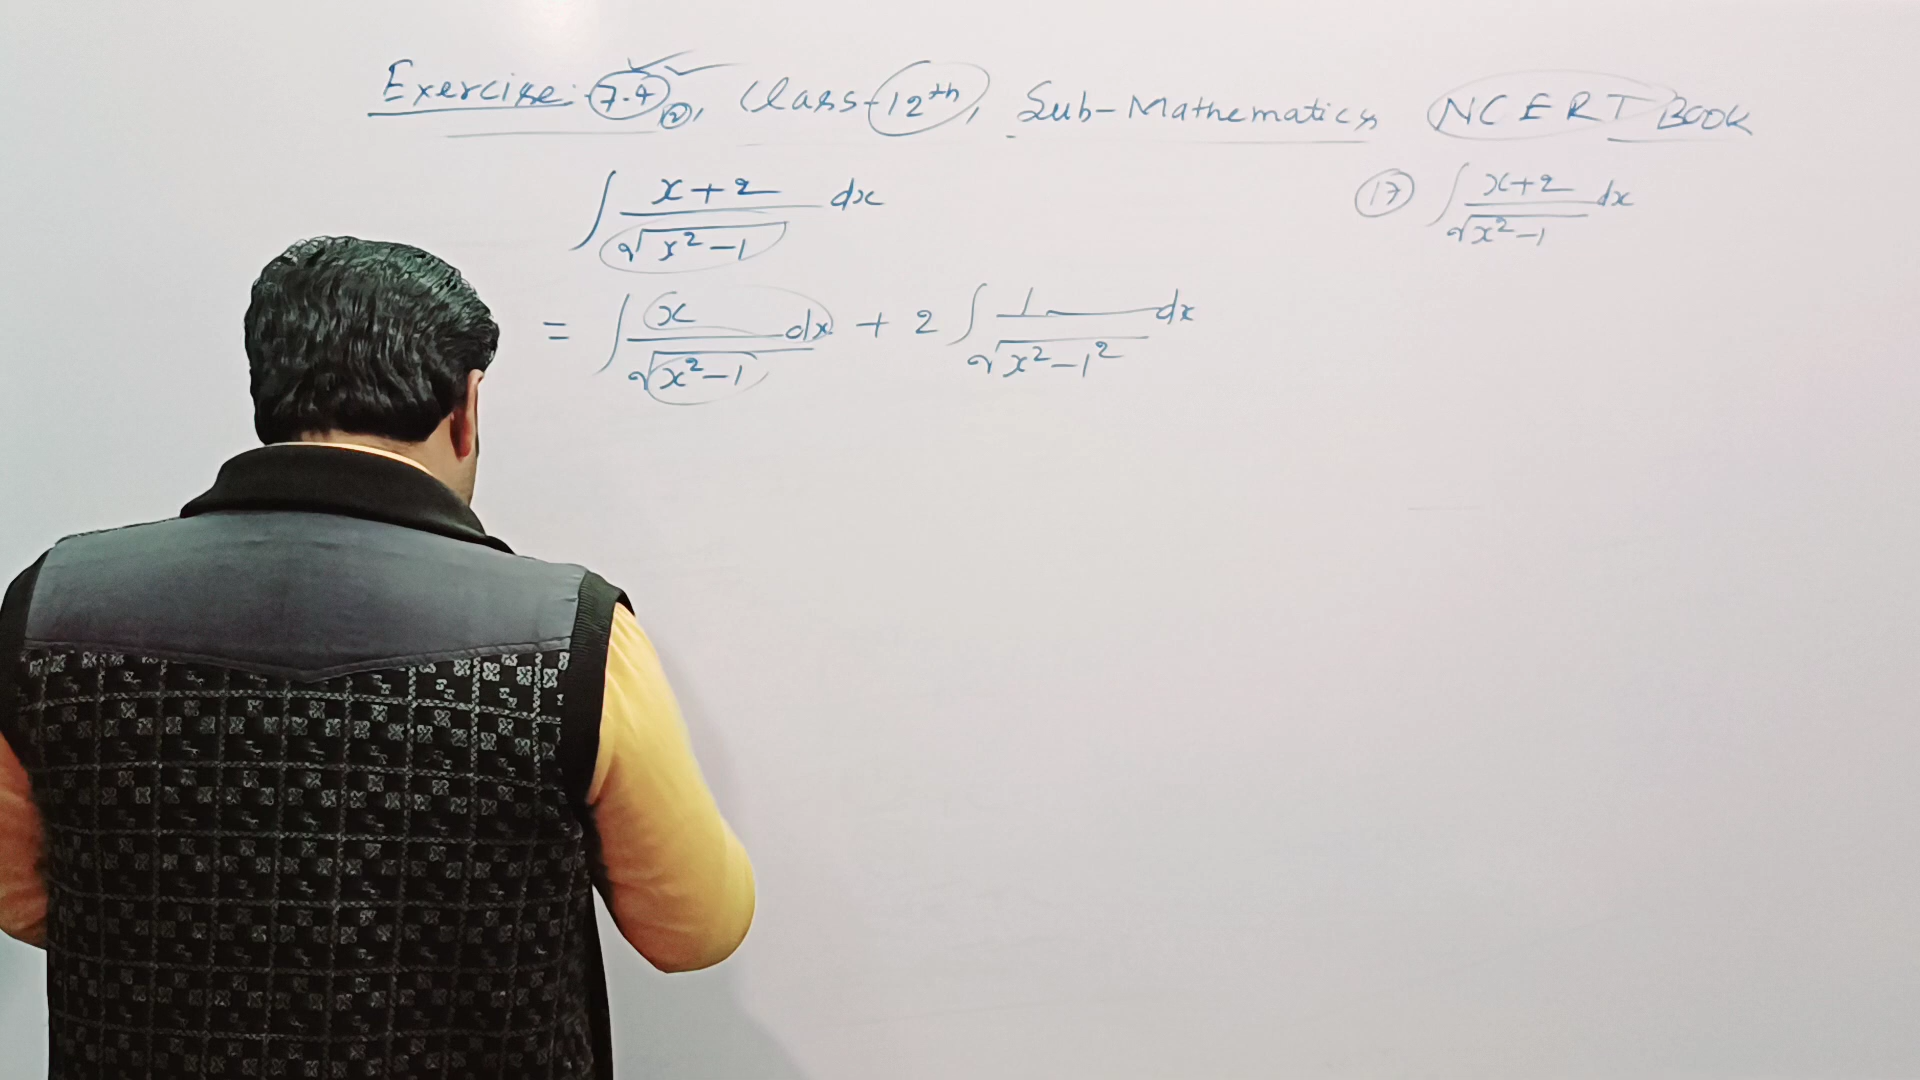 Exercise: 7.4 (2), Class-12th, Sub-Mathematics NCERT BOOK
∫ x+2 / √(x²-1) dx
(17) ∫ x+2 / √(x²-1) dx
= ∫ x / √(x²-1) dx + 2 ∫ 1 / √(x²-1²) dx